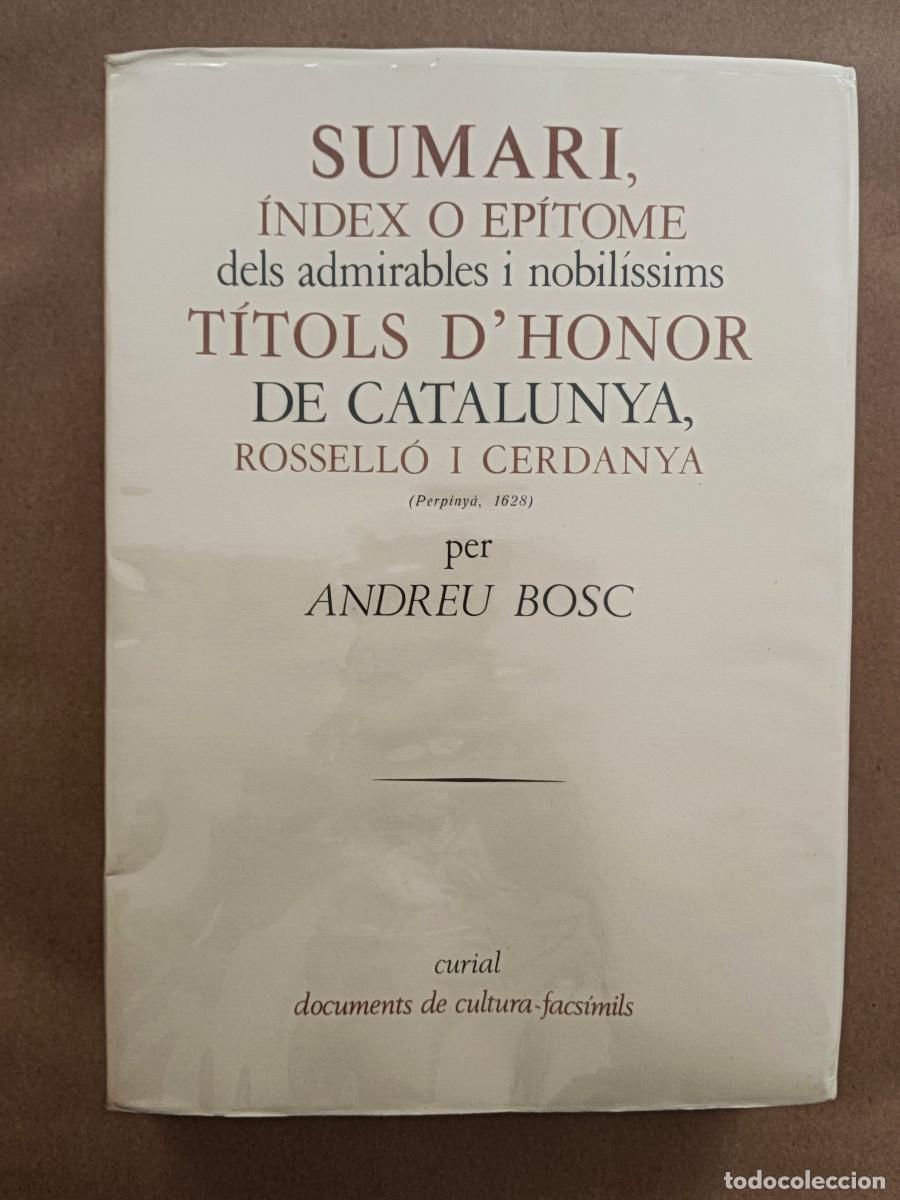 SUMARI,
ÍNDEX O EPÍTOME
dels admirables i nobilíssims
TÍTOLS D'HONOR
DE CATALUNYA,
ROSSELLÓ I CERDANYA
(Perpinyá, 1628)
per
ANDREU BOSC
curial
documents de cultura-facsímils
todocoleccion